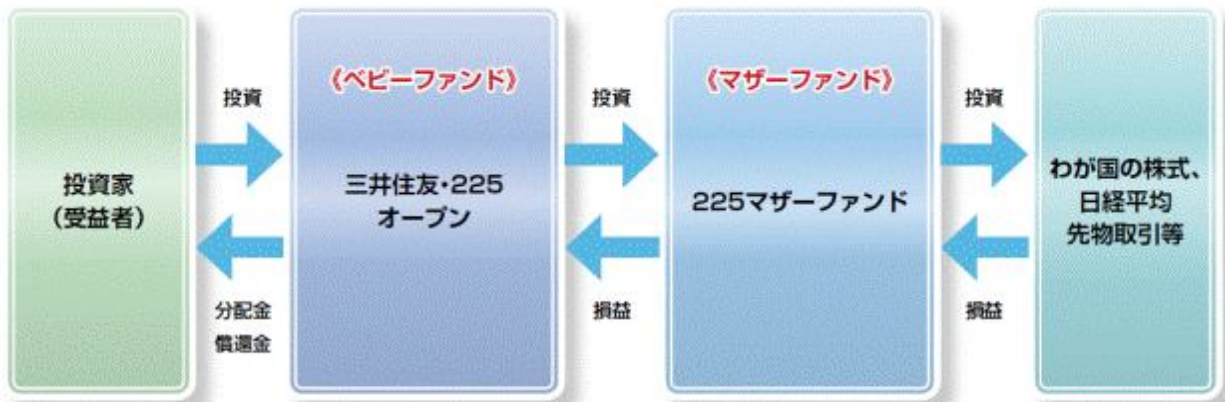 投資家
(受益者)
投資
分配金
償還金
《ベビーファンド》
三井住友・225
オープン
投資
損益
《マザーファンド》
225マザーファンド
投資
損益
わが国の株式、
日経平均
先物取引等